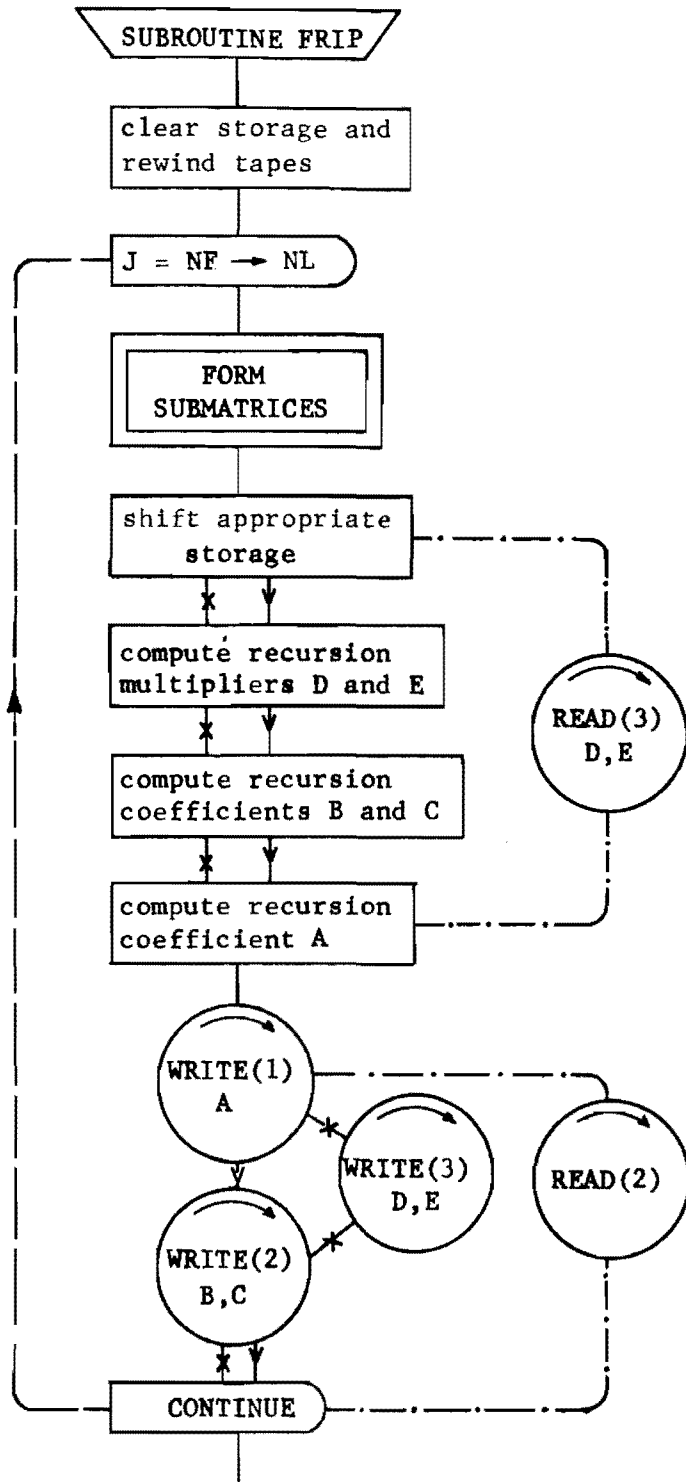 SUBROUTINE FRIP
clear storage and
rewind tapes
J = NF → NL
FORM
SUBMATRICES
shift appropriate
storage
compute recursion
multipliers D and E
READ(3)
D,E
compute recursion
coefficients B and C
compute recursion
coefficient A
WRITE(1)
A
WRITE(3)
D,E
READ(2)
WRITE(2)
B,C
CONTINUE